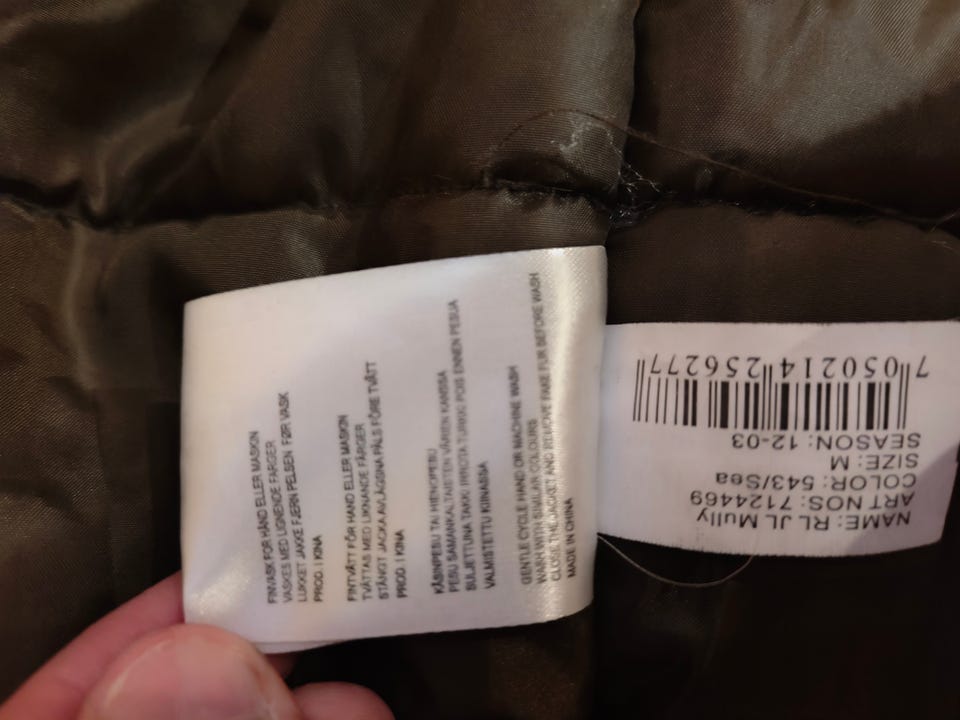 FINVASK FOR HÅND ELLER MASKIN
VASKES MED LIGNENDE FARGER
LUKKET JAKKE FJERN PELSEN FØR VASK
PROD. I KINA
FINTVÄTT FÖR HAND ELLER MASKIN
TVÄTTAS MED LIKNANDE FÄRGER
STÄNGT JACKA AVLÄGSNA PÄLS FÖRE TVÄTT
PROD. I KINA
KÄSINPESU TAI HIENOPESU
PESU SAMANKALTAISTEN VÄRIEN KANSSA
SULJETTUNA TAKKI IRROTA TURKKI POIS ENNEN PESUA
VALMISTETTU KIINASSA
GENTLE CYCLE HAND OR MACHINE WASH
WASH WITH SIMILAR COLOURS
CLOSE THE JACKET AND REMOVE FAKE FUR BEFORE WASH
MADE IN CHINA
NAME: RL JL Mully
ART NOS: 7124469
COLOR: 543/Sea
SIZE: M
SEASON: 12-03
7 050214 256277